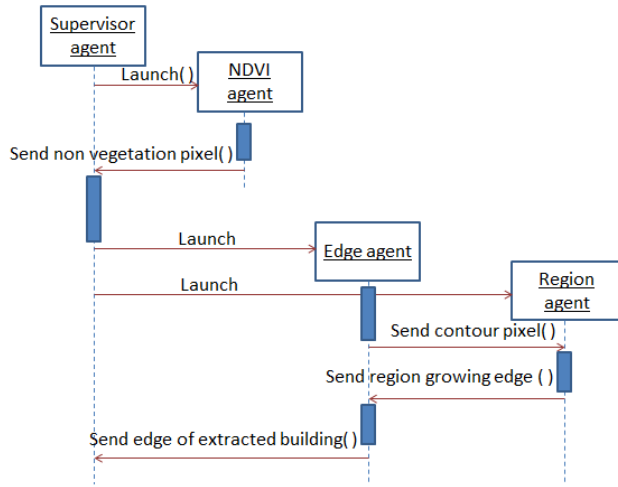 Supervisor
agent
Launch( )
NDVI
agent
Send non vegetation pixel( )
Launch
Edge agent
Launch
Region
agent
Send contour pixel( )
Send region growing edge ( )
Send edge of extracted building( )